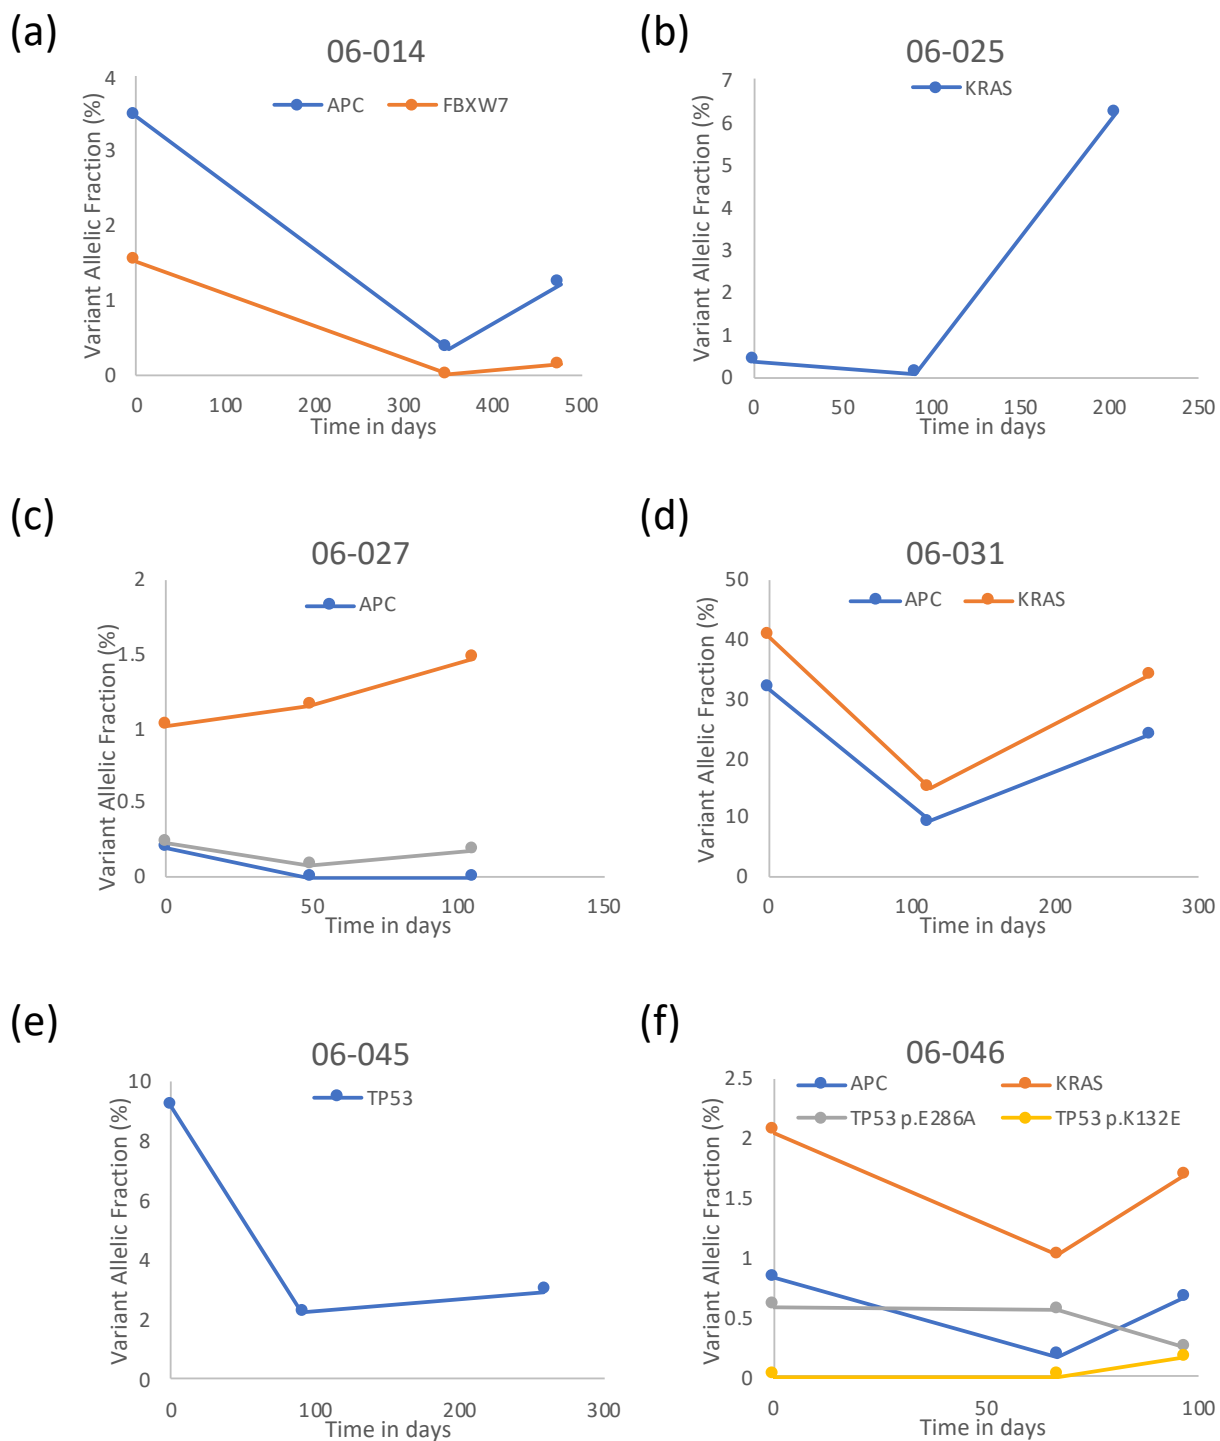 (a)
06-014
APC FBXW7
Variant Allelic Fraction (%)
4
3
2
1
0
0 100 200 300 400 500
Time in days
(b)
06-025
KRAS
Variant Allelic Fraction (%)
7
6
5
4
3
2
1
0
0 50 100 150 200 250
Time in days
(c)
06-027
APC
Variant Allelic Fraction (%)
2
1.5
1
0.5
0
0 50 100 150
Time in days
(d)
06-031
APC KRAS
Variant Allelic Fraction (%)
50
40
30
20
10
0
0 100 200 300
Time in days
(e)
06-045
TP53
Variant Allelic Fraction (%)
10
8
6
4
2
0
0 100 200 300
Time in days
(f)
06-046
APC KRAS
TP53 p.E286A TP53 p.K132E
Variant Allelic Fraction (%)
2.5
2
1.5
1
0.5
0
0 50 100
Time in days